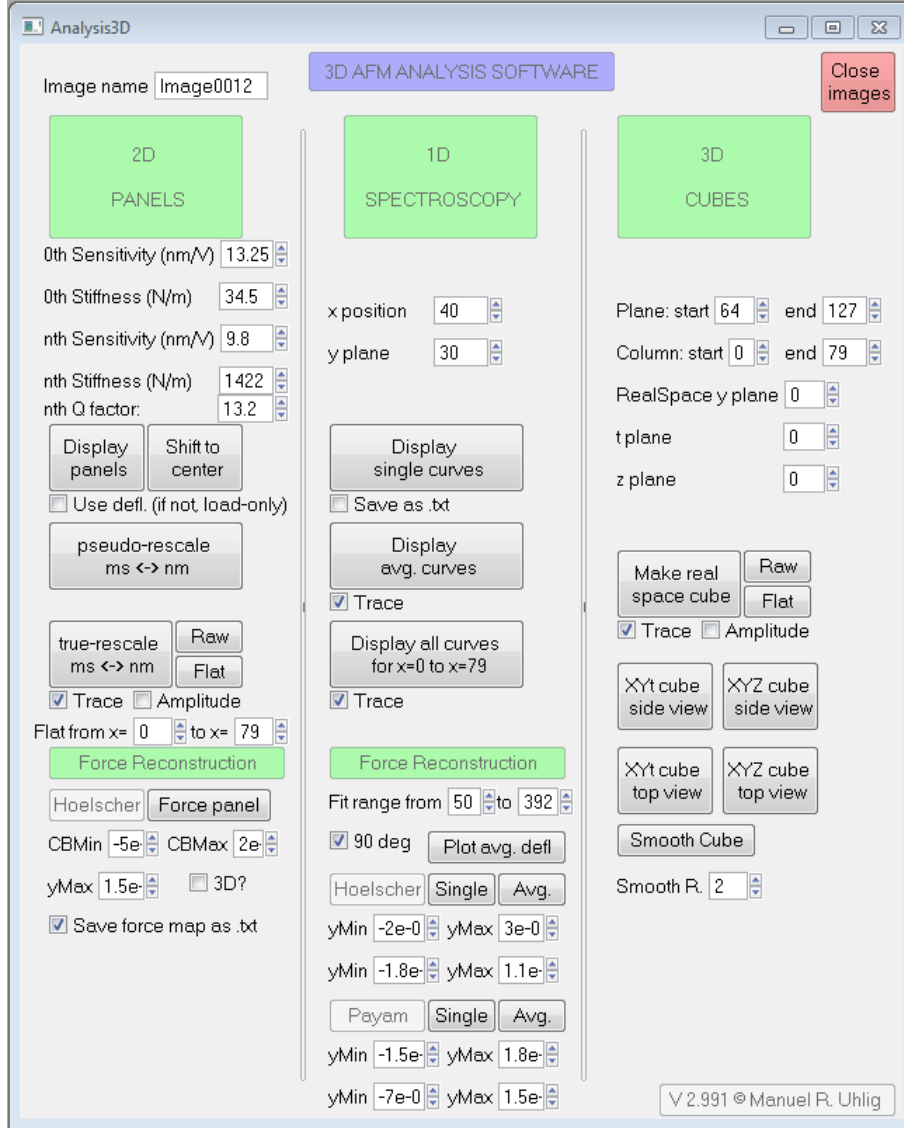 Analysis3D
Image name Image0012
3D AFM ANALYSIS SOFTWARE
Close
images
2D
PANELS
0th Sensitivity (nm/V) 13.25
0th Stiffness (N/m) 34.5
nth Sensitivity (nm/V) 9.8
nth Stiffness (N/m) 1422
nth Q factor: 13.2
Display
panels
Shift to
center
Use defl. (if not, load-only)
pseudo-rescale
ms <-> nm
true-rescale
ms <-> nm
Raw
Flat
Trace Amplitude
Flat from x= 0 to x= 79
Force Reconstruction
Hoelscher Force panel
CBMin -5e- CBMax 2e-
yMax 1.5e- 3D?
Save force map as .txt
1D
SPECTROSCOPY
x position 40
y plane 30
Display
single curves
Save as .txt
Display
avg. curves
Trace
Display all curves
for x=0 to x=79
Trace
Force Reconstruction
Fit range from 50 to 392
90 deg Plot avg. defl
Hoelscher Single Avg.
yMin -2e-0 yMax 3e-0
yMin -1.8e- yMax 1.1e-
Payam Single Avg.
yMin -1.5e- yMax 1.8e-
yMin -7e-0 yMax 1.5e-
3D
CUBES
Plane: start 64 end 127
Column: start 0 end 79
RealSpace y plane 0
t plane 0
z plane 0
Make real
space cube
Raw
Flat
Trace Amplitude
XYt cube
side view
XYZ cube
side view
XYt cube
top view
XYZ cube
top view
Smooth Cube
Smooth R. 2
V 2.991 © Manuel R. Uhlig